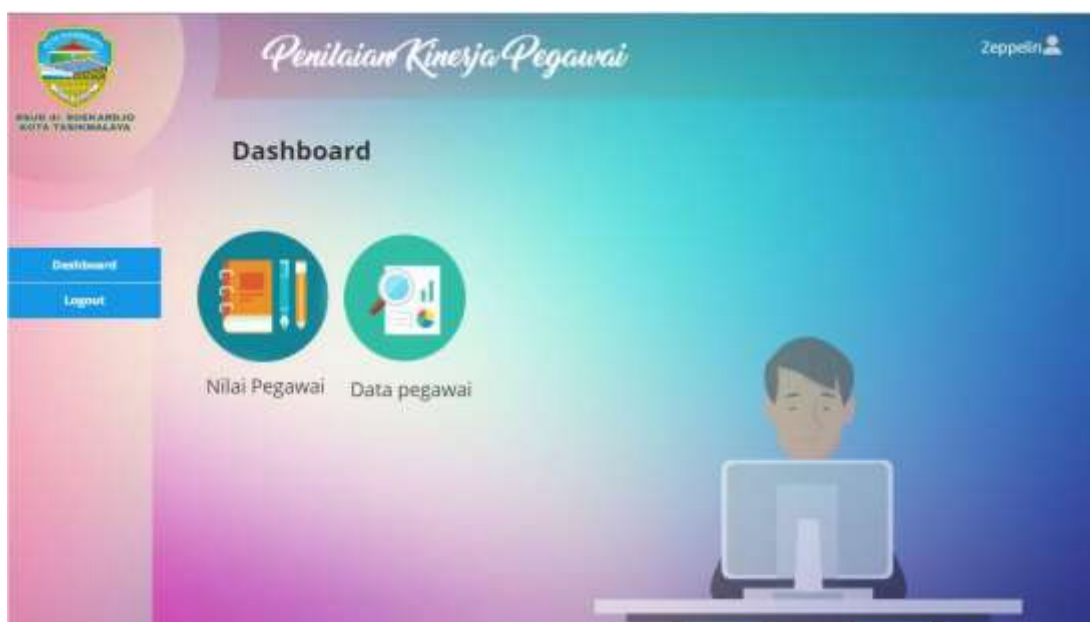 Penilaian Kinerja Pegawai
Zeppelin
RSUD dr. SOEKARDJO
KOTA TASIKMALAYA
Dashboard
Dashboard
Logout
Nilai Pegawai
Data pegawai